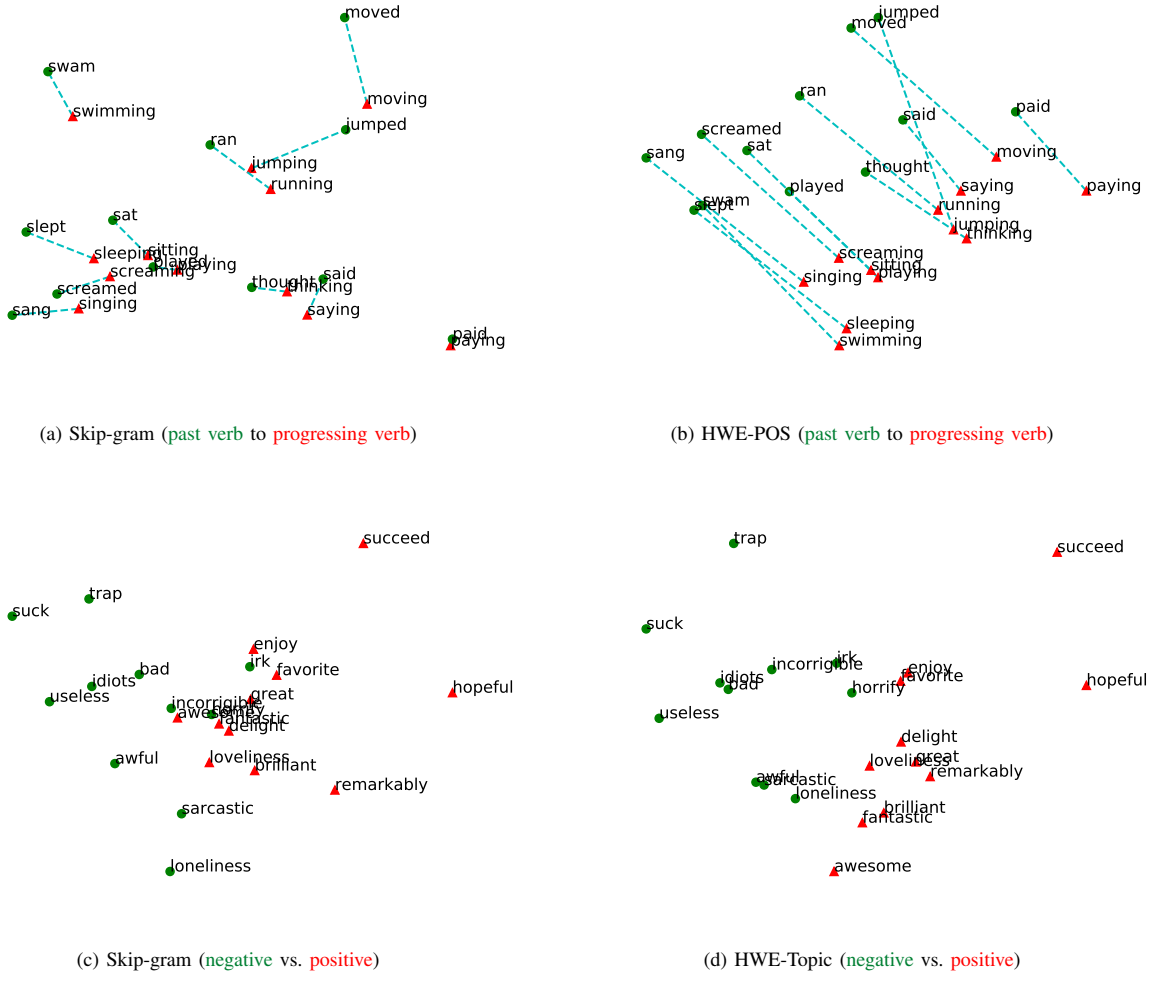 moved
swam
moving
swimming
jumped
ran
jumping
running
slept
sat
sitting
sleeping
played
playing
screaming
said
thought
thinking
screamed
singing
sang
saying
paid
paying
(a) Skip-gram (past verb to progressing verb)
jumped
moved
ran
paid
said
screamed
sat
sang
moving
thought
played
saying
paying
swam
slept
running
jumping
thinking
screaming
sitting
singing
playing
sleeping
swimming
(b) HWE-POS (past verb to progressing verb)
succeed
trap
suck
enjoy
irk
bad
favorite
idiots
hopeful
useless
great
incorrigible
horrify
awesome
fantastic
delight
awful
loveliness
brilliant
remarkably
sarcastic
loneliness
(c) Skip-gram (negative vs. positive)
trap
succeed
suck
irk
incorrigible
enjoy
favorite
idiots
bad
horrify
hopeful
useless
delight
great
loveliness
remarkably
awful
sarcastic
loneliness
brilliant
fantastic
awesome
(d) HWE-Topic (negative vs. positive)